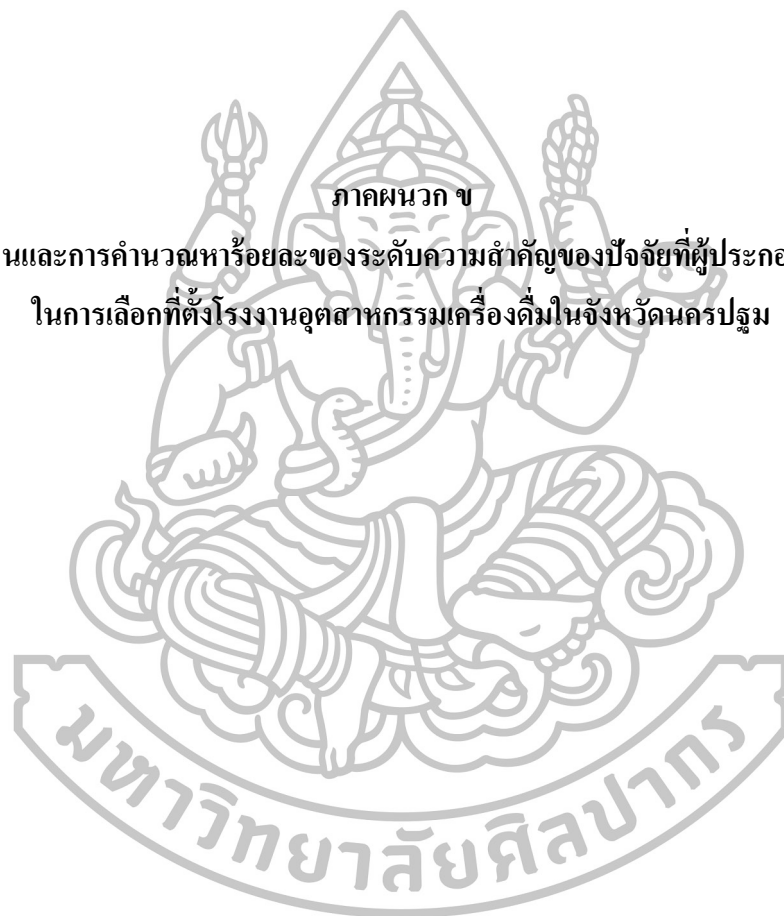 ภาคผนวก ข
นและการคำนวณหาร้อยละของระดับความสำคัญของปัจจัยที่ผู้ประกอ
ในการเลือกที่ตั้งโรงงานอุตสาหกรรมเครื่องดื่มในจังหวัดนครปฐม
มหาวิทยาลัยศิลปากร